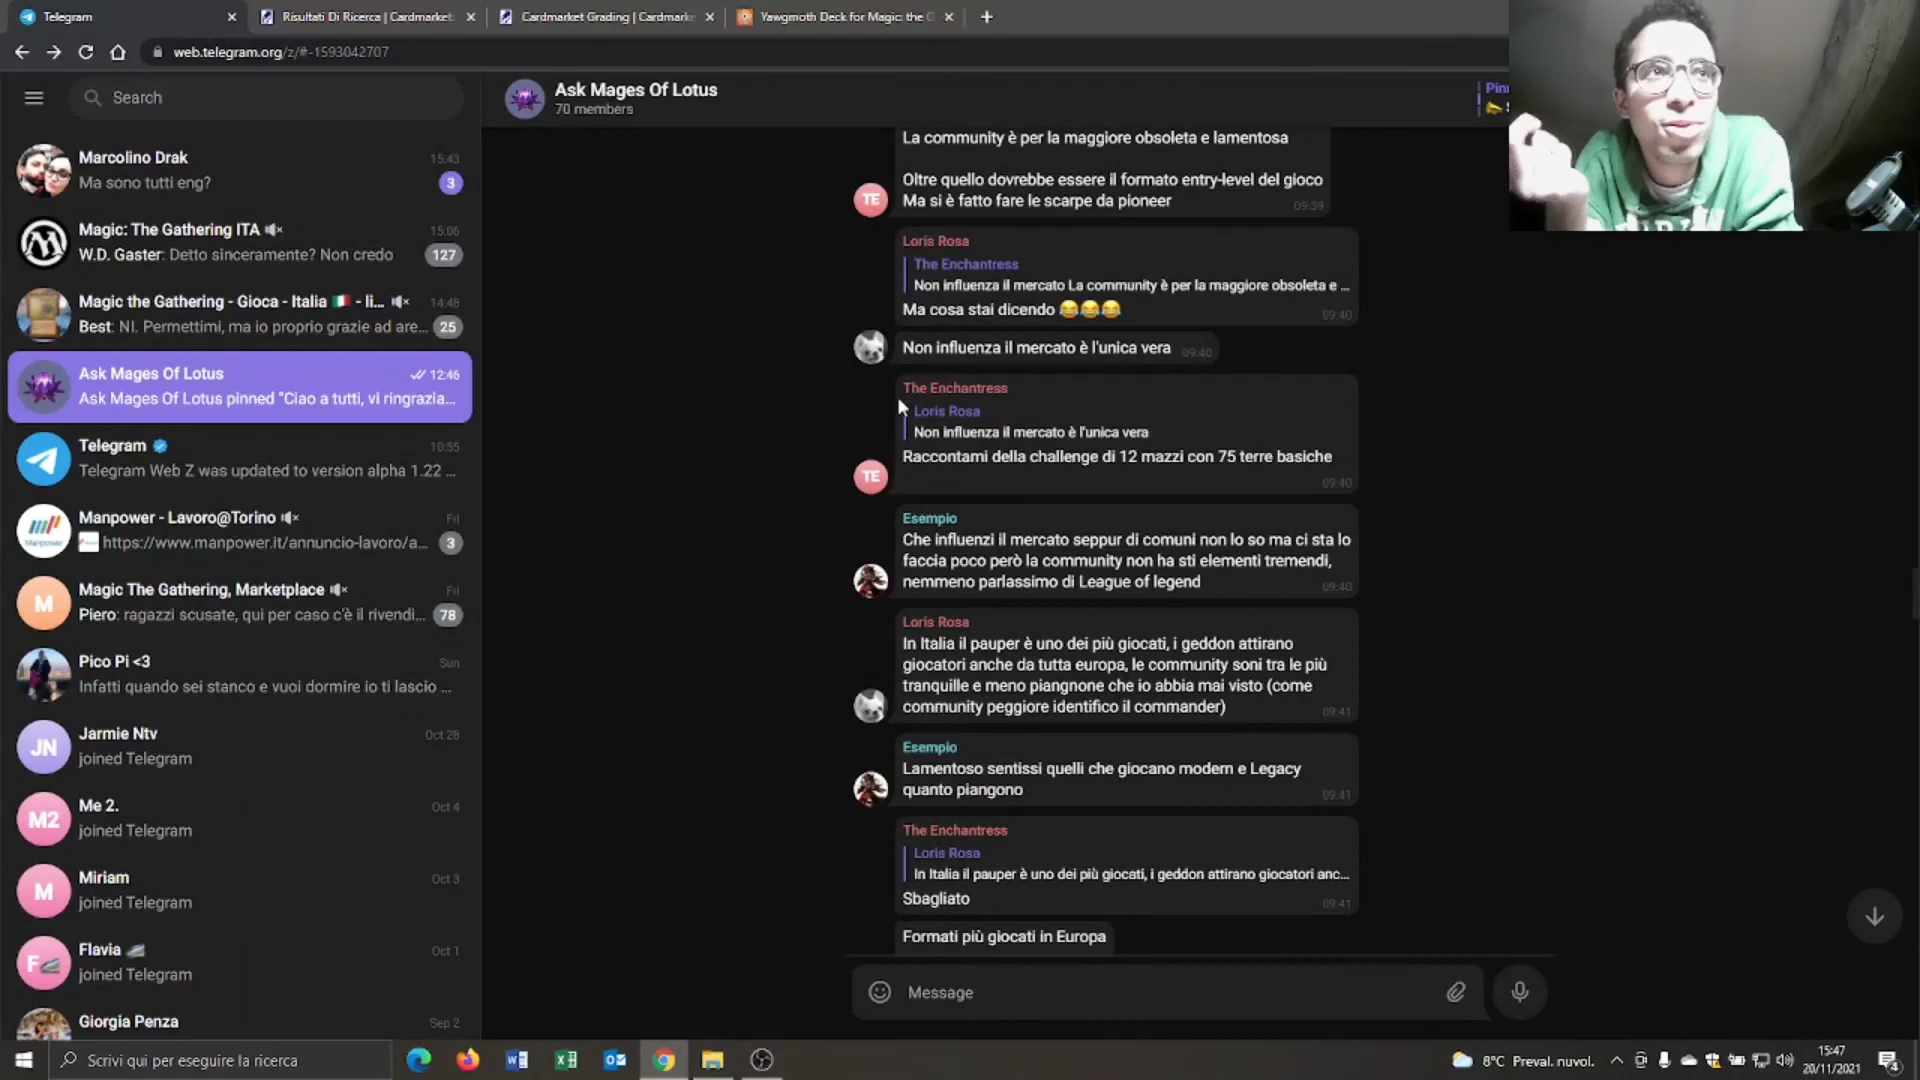 Telegram
Risultati Di Ricerca | Cardmarket
Cardmarket Grading | Cardmarke
Yawgmoth Deck for Magic: the G
web.telegram.org/z/#-1593042707
Search
Marcolino Drak
15:43
Ma sono tutti eng?
3
Magic: The Gathering ITA
15:06
W.D. Gaster: Detto sinceramente? Non credo
127
Magic the Gathering - Gioca - Italia 🇮🇹 - li...
14:48
Best: NI. Permettimi, ma io proprio grazie ad are...
25
Ask Mages Of Lotus
12:46
Ask Mages Of Lotus pinned "Ciao a tutti, vi ringrazia...
Telegram
10:55
Telegram Web Z was updated to version alpha 1.22 ...
Manpower
Manpower - Lavoro@Torino
Fri
https://www.manpower.it/annuncio-lavoro/a...
3
M
Magic The Gathering, Marketplace
Fri
Piero: ragazzi scusate, qui per caso c'è il rivendi...
78
Pico Pi <3
Sun
Infatti quando sei stanco e vuoi dormire io ti lascio ...
JN
Jarmie Ntv
Oct 28
joined Telegram
M2
Me 2.
Oct 4
joined Telegram
M
Miriam
Oct 3
joined Telegram
F
Flavia
Oct 1
joined Telegram
Giorgia Penza
Sep 2
Ask Mages Of Lotus
70 members
Pin
La community è per la maggiore obsoleta e lamentosa
Oltre quello dovrebbe essere il formato entry-level del gioco
Ma si è fatto fare le scarpe da pioneer
09:39
TE
Loris Rosa
The Enchantress
Non influenza il mercato La community è per la maggiore obsoleta e ...
Ma cosa stai dicendo 😂😂😂
09:40
Non influenza il mercato è l'unica vera
09:40
The Enchantress
Loris Rosa
Non influenza il mercato è l'unica vera
Raccontami della challenge di 12 mazzi con 75 terre basiche
09:40
TE
Esempio
Che influenzi il mercato seppur di comuni non lo so ma ci sta lo
faccia poco però la community non ha sti elementi tremendi,
nemmeno parlassimo di League of legend
09:40
Loris Rosa
In Italia il pauper è uno dei più giocati, i geddon attirano
giocatori anche da tutta europa, le community soni tra le più
tranquille e meno piangnone che io abbia mai visto (come
community peggiore identifico il commander)
09:41
Esempio
Lamentoso sentissi quelli che giocano modern e Legacy
quanto piangono
09:41
The Enchantress
Loris Rosa
In Italia il pauper è uno dei più giocati, i geddon attirano giocatori anc...
Sbagliato
09:41
Formati più giocati in Europa
Message
Scrivi qui per eseguire la ricerca
8°C Preval. nuvol.
15:47
20/11/2021
4